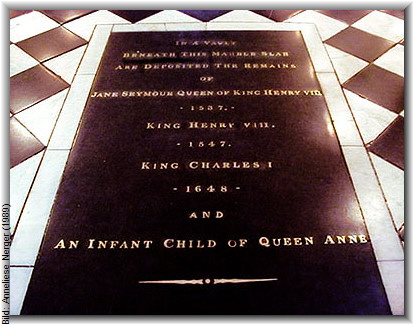 IN A VAULT
BENEATH THIS MARBLE SLAB
ARE DEPOSITED THE REMAINS
OF
JANE SEYMOUR QUEEN OF KING HENRY VIII
- 1537. -
KING HENRY VIII.
- 1547.
KING CHARLES I
- 1648 -
AND
AN INFANT CHILD OF QUEEN ANNE
Bild: Anneliese Nerger (1989)